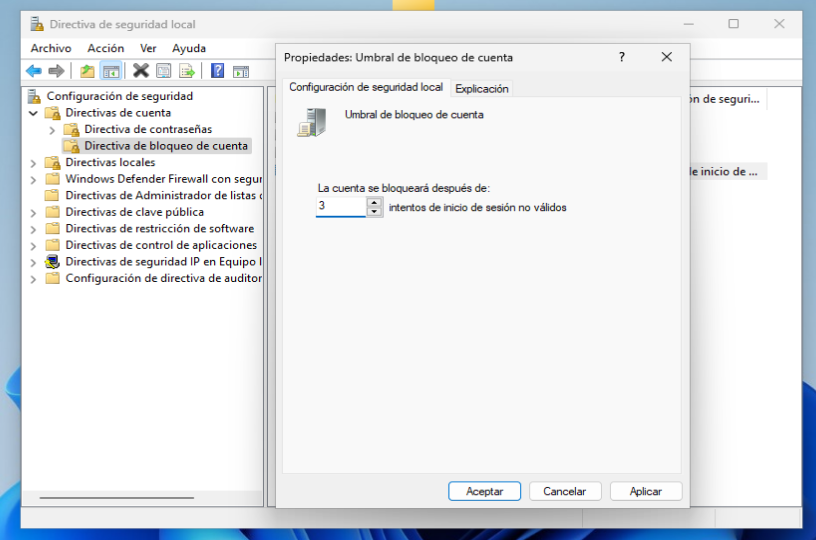 Directiva de seguridad local
Archivo Acción Ver Ayuda
Configuración de seguridad
Directivas de cuenta
Directiva de contraseñas
Directiva de bloqueo de cuenta
Directivas locales
Windows Defender Firewall con segur
Directivas de Administrador de listas
Directivas de clave pública
Directivas de restricción de software
Directivas de control de aplicaciones
Directivas de seguridad IP en Equipo l
Configuración de directiva de auditor
ón de seguri...
de inicio de ...
Propiedades: Umbral de bloqueo de cuenta
Configuración de seguridad local Explicación
Umbral de bloqueo de cuenta
La cuenta se bloqueará después de:
3 intentos de inicio de sesión no válidos
Aceptar Cancelar Aplicar